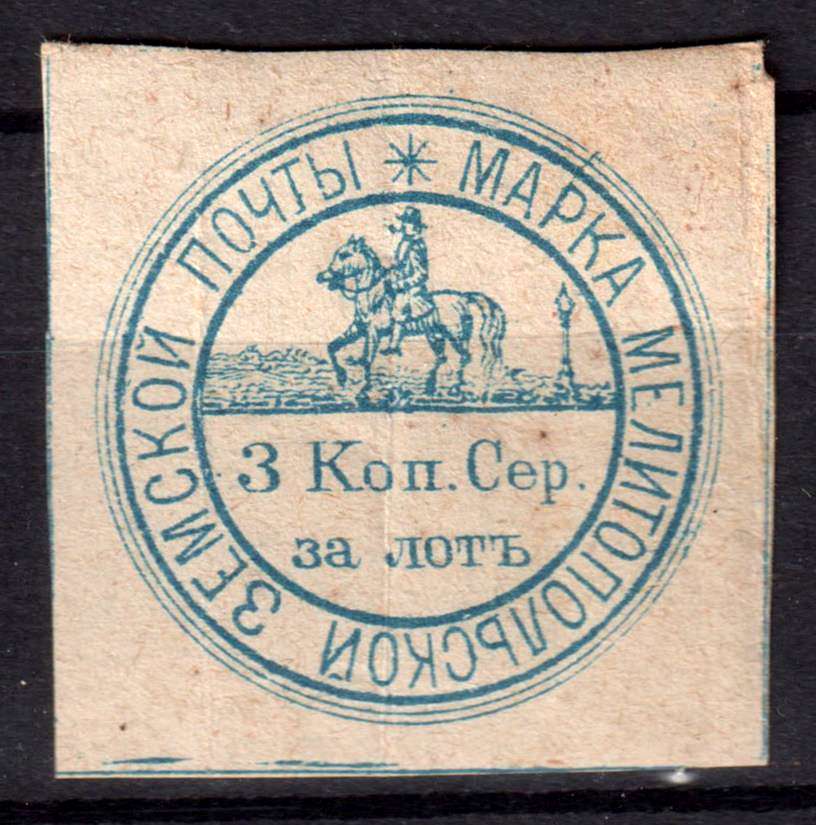 МАРКА МЕЛИТОПОЛЬСКОЙ ЗЕМСКОЙ ПОЧТЫ *
3 Коп. Сер.
за лотъ